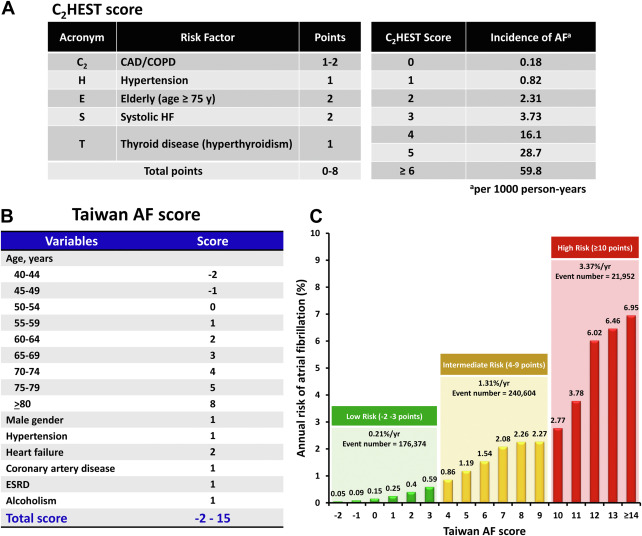 A
C₂HEST score
Acronym Risk Factor Points
C₂ CAD/COPD 1-2
H Hypertension 1
E Elderly (age ≥ 75 y) 2
S Systolic HF 2
T Thyroid disease (hyperthyroidism) 1
Total points 0-8
C₂HEST Score Incidence of AFᵃ
0 0.18
1 0.82
2 2.31
3 3.73
4 16.1
5 28.7
≥ 6 59.8
ᵃper 1000 person-years
B
Taiwan AF score
Variables Score
Age, years
40-44 -2
45-49 -1
50-54 0
55-59 1
60-64 2
65-69 3
70-74 4
75-79 5
≥80 8
Male gender 1
Hypertension 1
Heart failure 2
Coronary artery disease 1
ESRD 1
Alcoholism 1
Total score -2 - 15
C
Annual risk of atrial fibrillation (%)
10
9
8
7
6
5
4
3
2
1
0
Low Risk (-2 -3 points)
0.21%/yr
Event number = 176,374
Intermediate Risk (4-9 points)
1.31%/yr
Event number = 240,604
High Risk (≥10 points)
3.37%/yr
Event number = 21,952
0.05 0.09 0.15 0.25 0.4 0.59 0.86 1.19 1.54 2.08 2.26 2.27 2.77 3.78 6.02 6.46 6.95
-2 -1 0 1 2 3 4 5 6 7 8 9 10 11 12 13 ≥14
Taiwan AF score